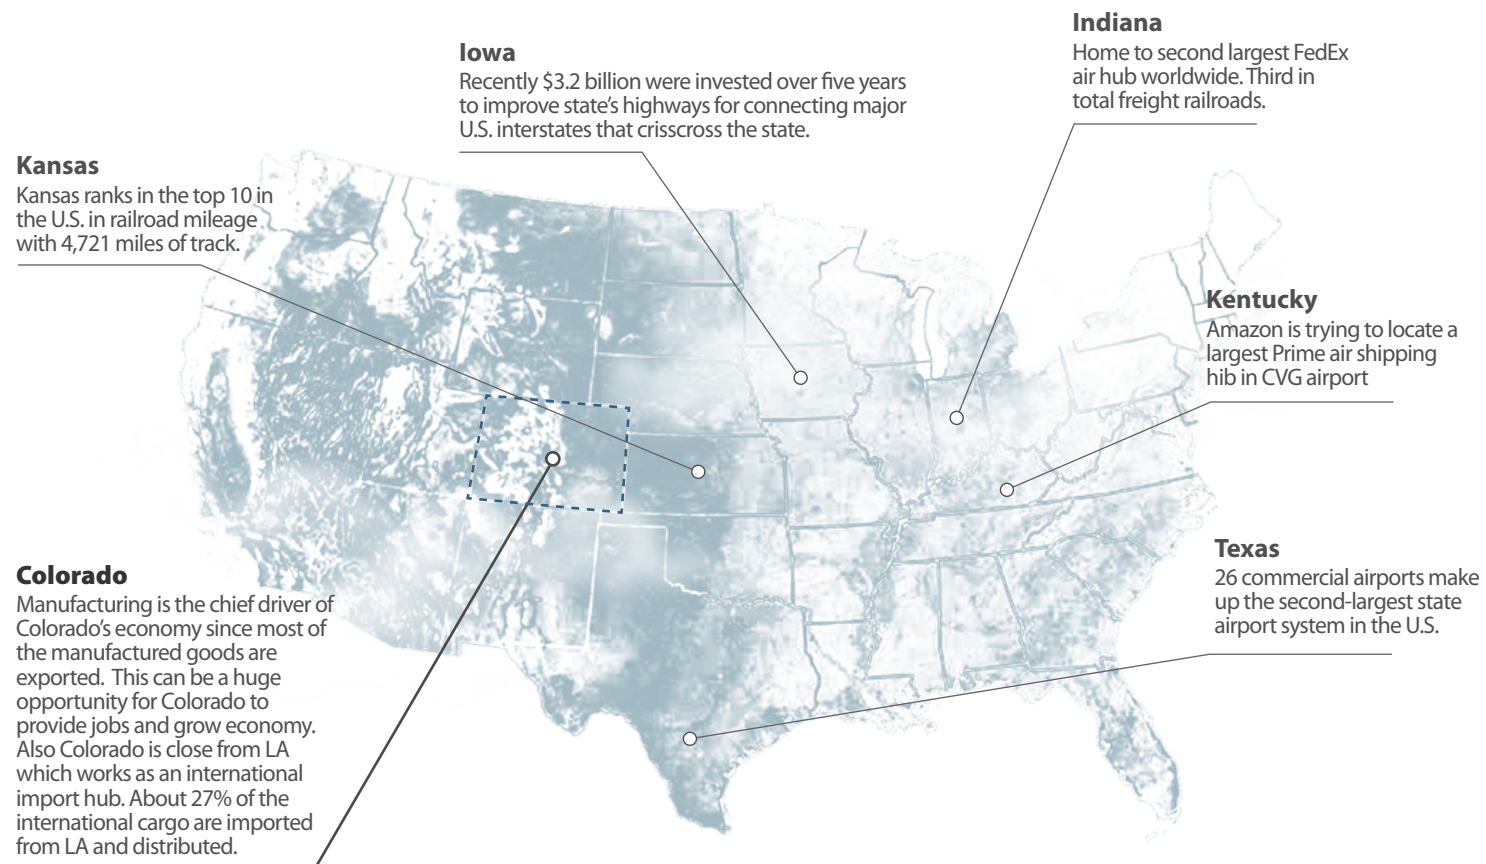 Iowa
Recently $3.2 billion were invested over five years
to improve state's highways for connecting major
U.S. interstates that crisscross the state.
Indiana
Home to second largest FedEx
air hub worldwide. Third in
total freight railroads.
Kansas
Kansas ranks in the top 10 in
the U.S. in railroad mileage
with 4,721 miles of track.
Kentucky
Amazon is trying to locate a
largest Prime air shipping
hib in CVG airport
Texas
26 commercial airports make
up the second-largest state
airport system in the U.S.
Colorado
Manufacturing is the chief driver of
Colorado's economy since most of
the manufactured goods are
exported. This can be a huge
opportunity for Colorado to
provide jobs and grow economy.
Also Colorado is close from LA
which works as an international
import hub. About 27% of the
international cargo are imported
from LA and distributed.